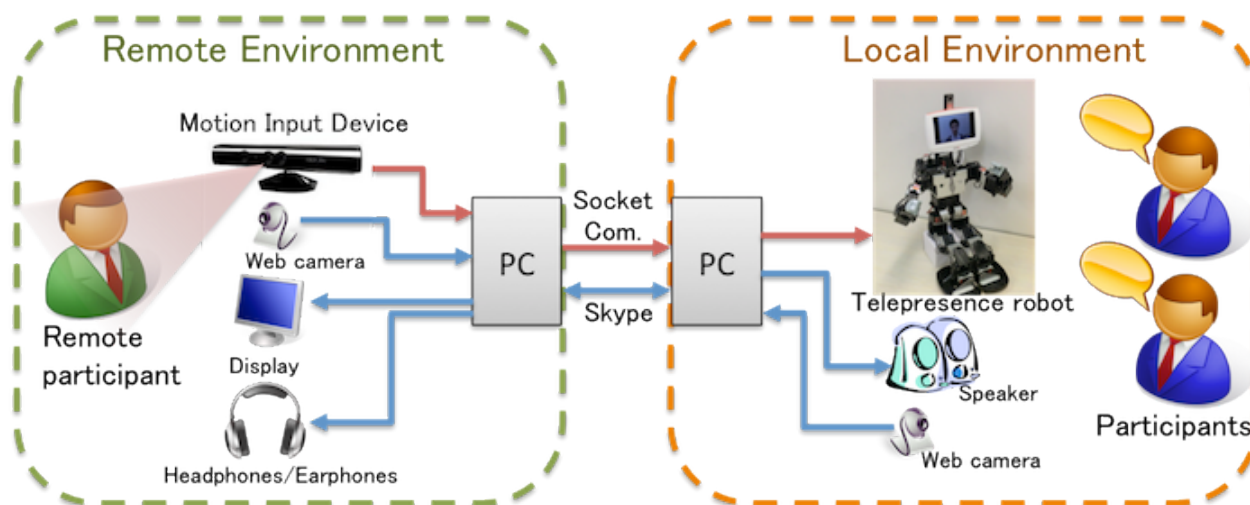 Remote Environment
Motion Input Device
Web camera
Remote
participant
Display
Headphones/Earphones
PC
Socket
Com.
Skype
Local Environment
PC
Telepresence robot
Speaker
Web camera
Participants